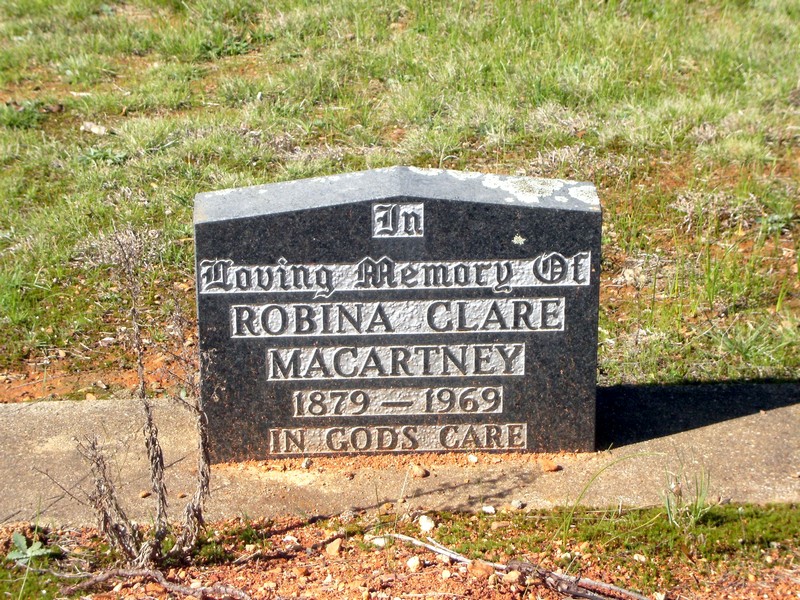 In
Loving Memory Of
ROBINA CLARE
MACARTNEY
1879 — 1969
IN GODS CARE